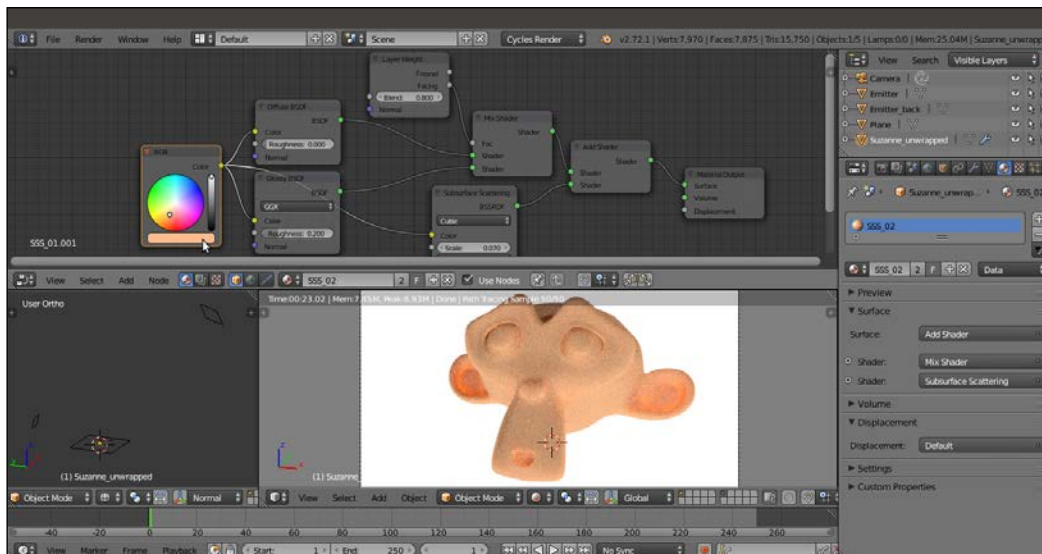 File Render Window Help Default Scene Cycles Render v2.72.1 | Verts:7,970 | Faces:7,875 | Tris:15,750 | Objects:1/5 | Lamps:0/0 | Mem:25.04M | Suzanne_unwrapp
View Search Visible Layers
Camera
Emitter
Emitter_back
Plane
Suzanne_unwrapped
Layer Weight
Fresnel
Facing
Blend: 0.800
Normal
Diffuse BSDF
BSDF
Color
Roughness: 0.000
Normal
Mix Shader
Shader
Fac
Shader
Shader
Add Shader
Shader
Shader
Shader
Material Output
Surface
Volume
Displacement
RGB
Color
Glossy BSDF
BSDF
GGX
Color
Roughness: 0.200
Normal
Subsurface Scattering
BSSRDF
Cubic
Color
Scale: 0.070
SSS_01.001
Suzanne_unwrap... SSS_02
SSS_02
SSS_02 2 F Data
Preview
Surface
Surface: Add Shader
Shader: Mix Shader
Shader: Subsurface Scattering
Volume
Displacement
Displacement: Default
Settings
Custom Properties
View Select Add Node SSS_02 2 F Use Nodes
User Ortho
Time:00:23.02 | Mem:7.85M, Peak:8.93M | Done | Path Tracing Sample 50/50
(1) Suzanne_unwrapped
(1) Suzann
Object Mode Normal
View Select Add Object Object Mode Global
-40 -20 0 20 40 60 80 100 120 140 160 180 200 220 240 260
View Marker Frame Playback Start: 1 End: 250 1 No Sync